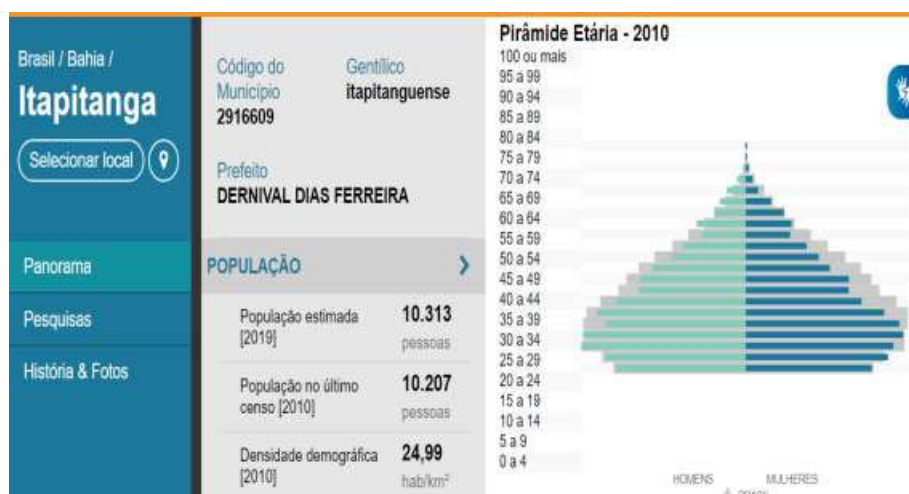 Brasil / Bahia /
Itapitanga
Selecionar local
Panorama
Pesquisas
História & Fotos
Código do
Município
2916609
Gentílico
itapitanguense
Prefeito
DERNIVAL DIAS FERREIRA
POPULAÇÃO
População estimada
[2019]
10.313
pessoas
População no último
censo [2010]
10.207
pessoas
Densidade demográfica
[2010]
24,99
hab/km²
Pirâmide Etária - 2010
100 ou mais
95 a 99
90 a 94
85 a 89
80 a 84
75 a 79
70 a 74
65 a 69
60 a 64
55 a 59
50 a 54
45 a 49
40 a 44
35 a 39
30 a 34
25 a 29
20 a 24
15 a 19
10 a 14
5 a 9
0 a 4
HOMENS
MULHERES